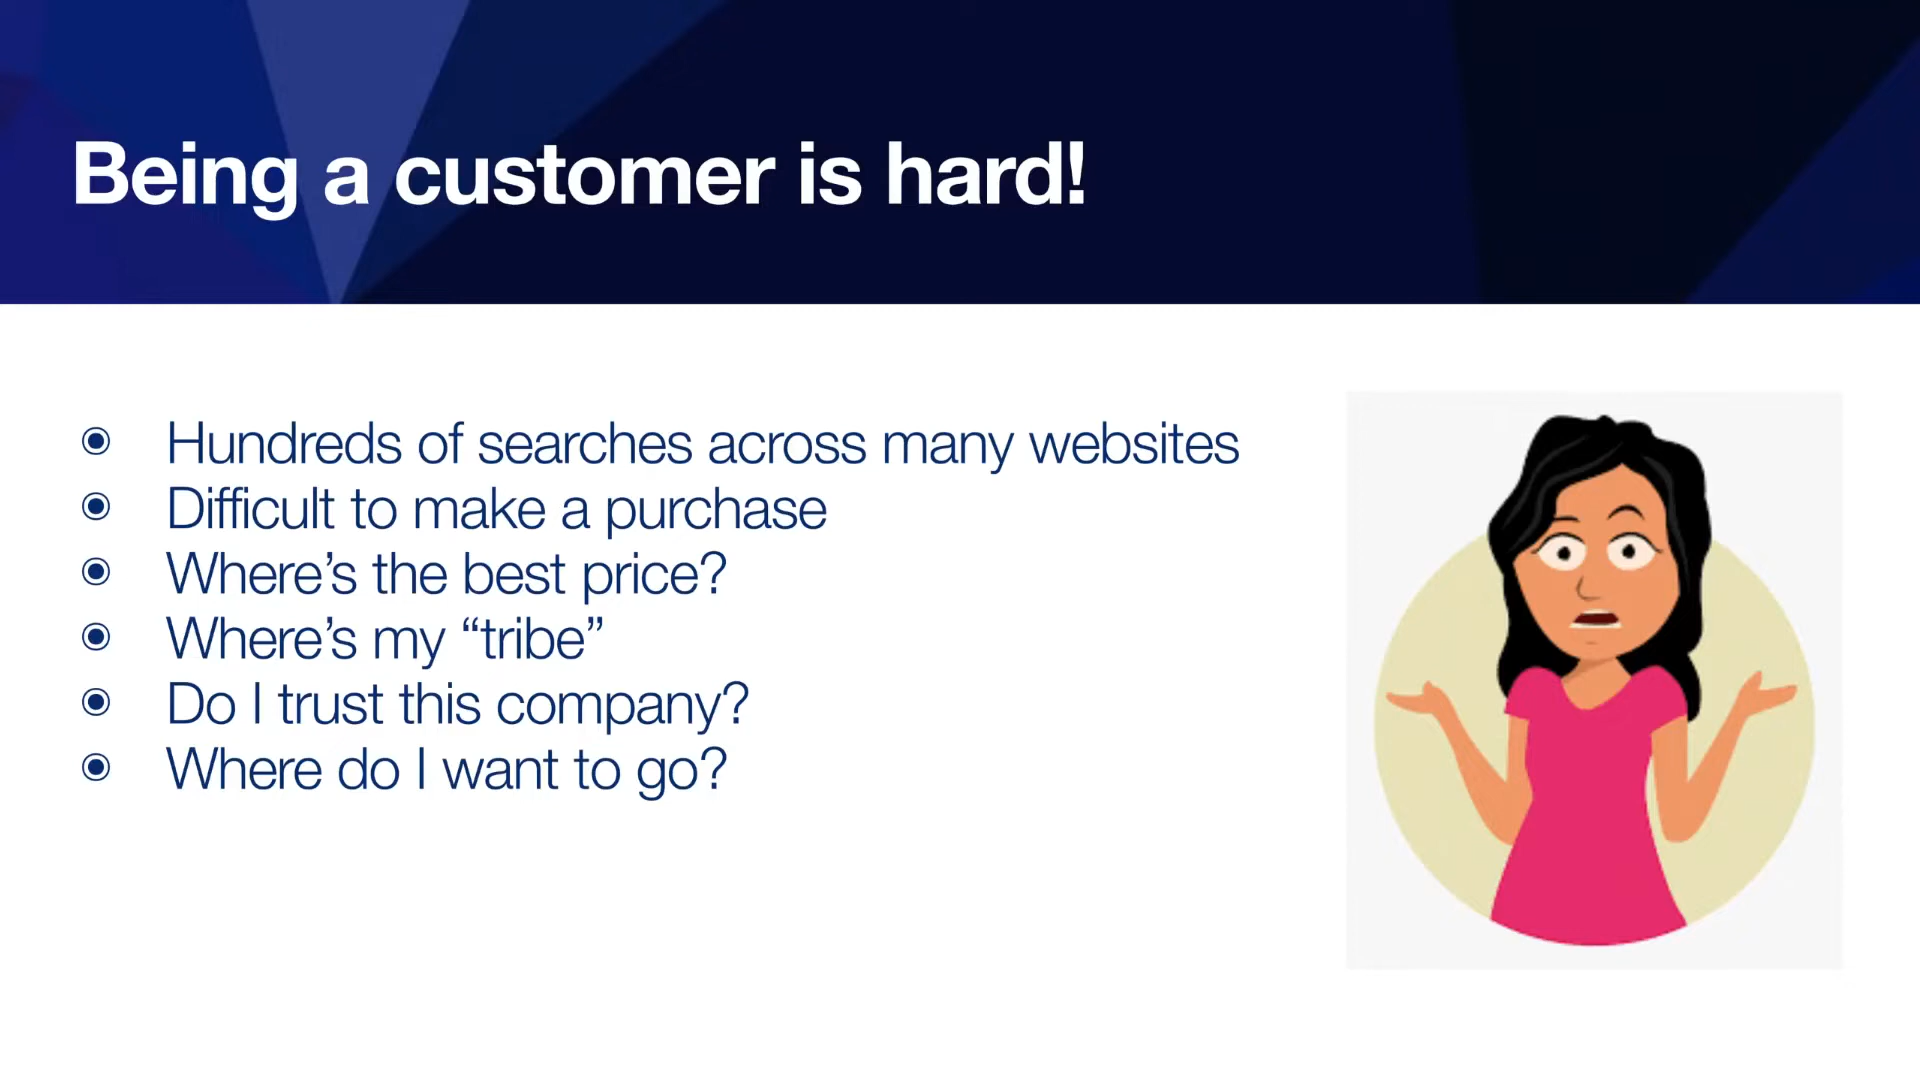 Being a customer is hard!
Hundreds of searches across many websites
Difficult to make a purchase
Where’s the best price?
Where’s my “tribe”
Do I trust this company?
Where do I want to go?